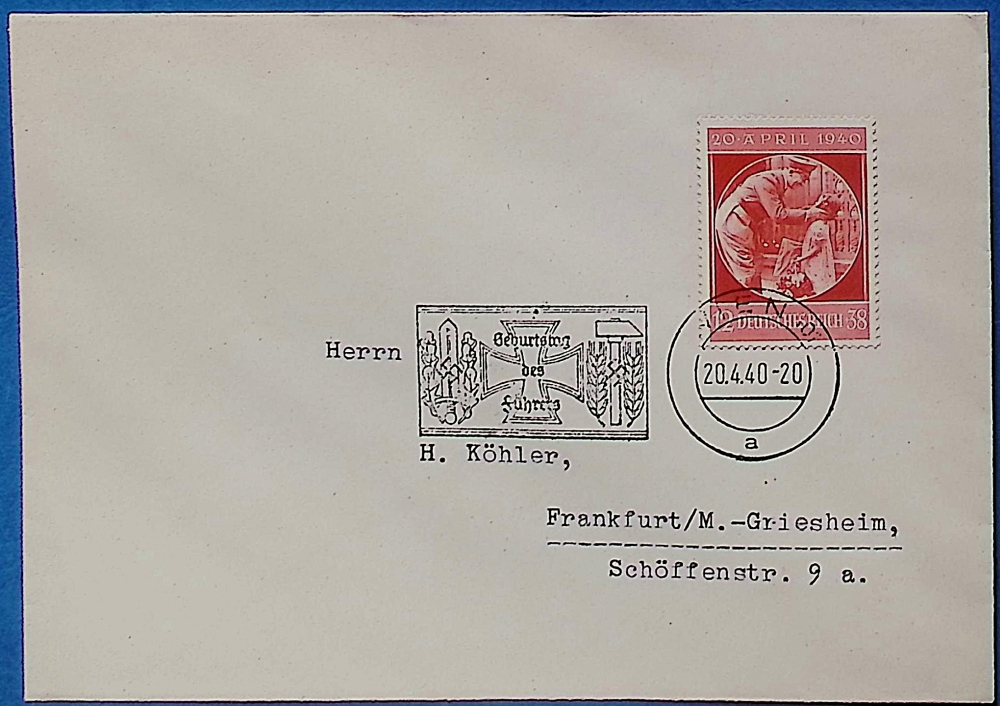 20·APRIL 1940
12 DEUTSCHES REICH 38
Herrn
Geburtstag
des
Führers
20.4.40-20
a
H. Köhler,
Frankfurt/M.-Griesheim,
Schöffenstr. 9 a.